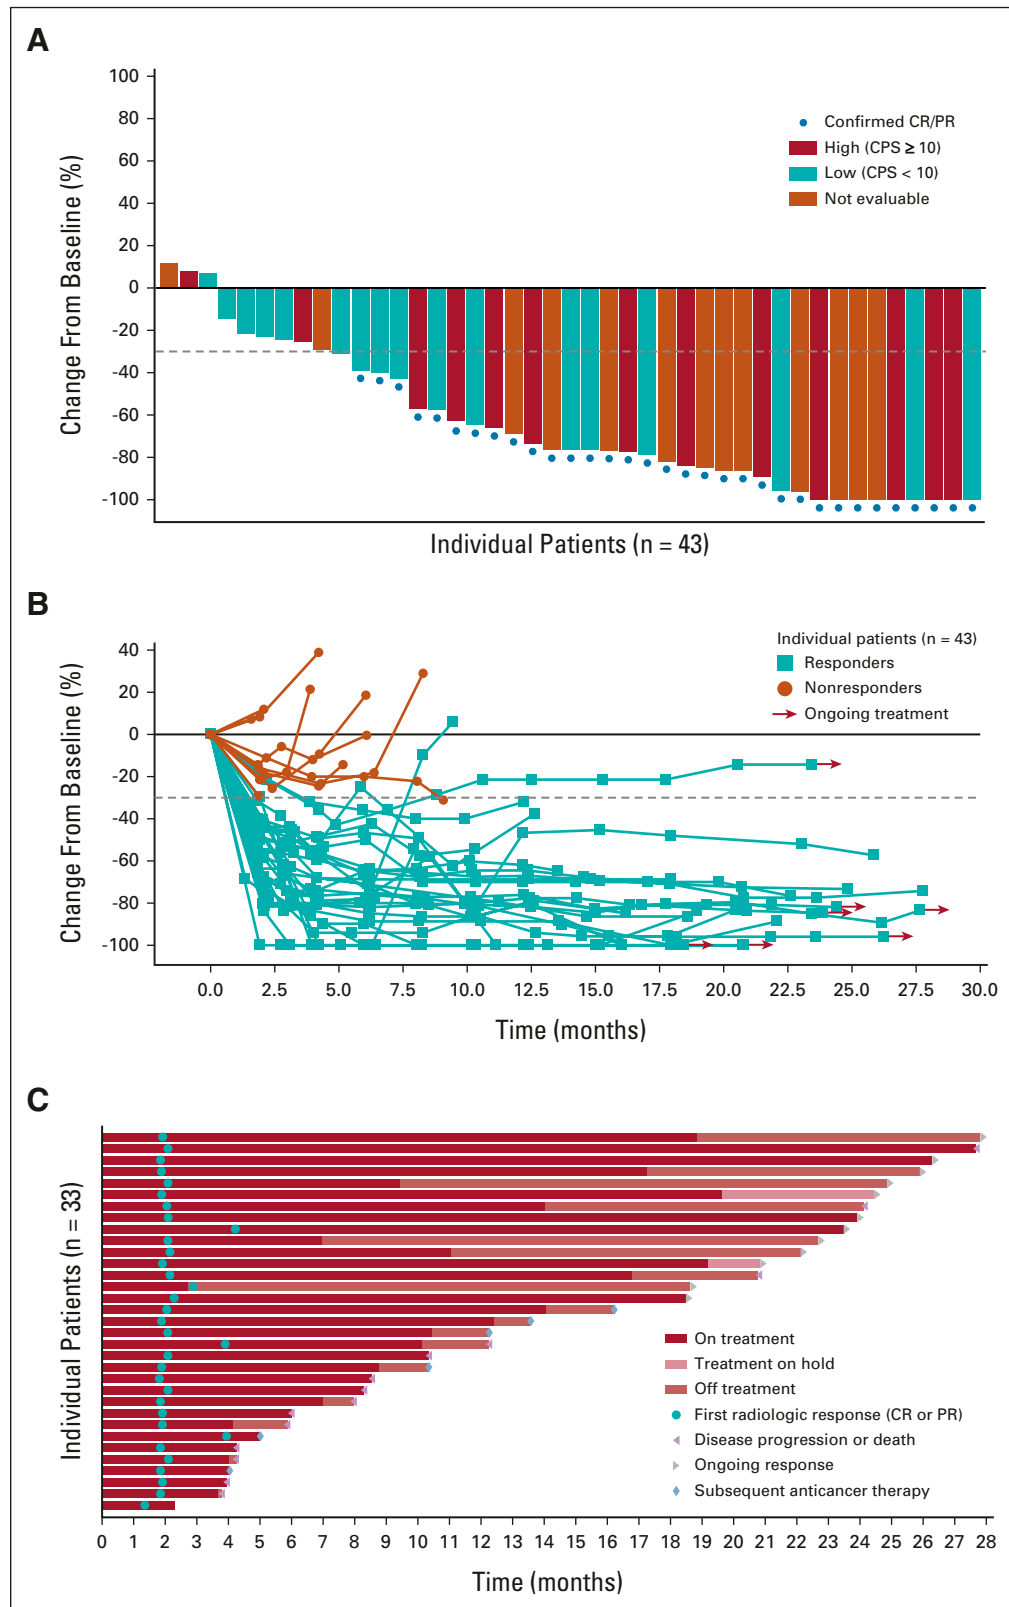 A
100
80
60
40
20
0
-20
-40
-60
-80
-100
Change From Baseline (%)
Confirmed CR/PR
High (CPS ≥ 10)
Low (CPS < 10)
Not evaluable
Individual Patients (n = 43)
B
40
20
0
-20
-40
-60
-80
-100
Change From Baseline (%)
Individual patients (n = 43)
Responders
Nonresponders
Ongoing treatment
0.0 2.5 5.0 7.5 10.0 12.5 15.0 17.5 20.0 22.5 25.0 27.5 30.0
Time (months)
C
Individual Patients (n = 33)
On treatment
Treatment on hold
Off treatment
First radiologic response (CR or PR)
Disease progression or death
Ongoing response
Subsequent anticancer therapy
0 1 2 3 4 5 6 7 8 9 10 11 12 13 14 15 16 17 18 19 20 21 22 23 24 25 26 27 28
Time (months)